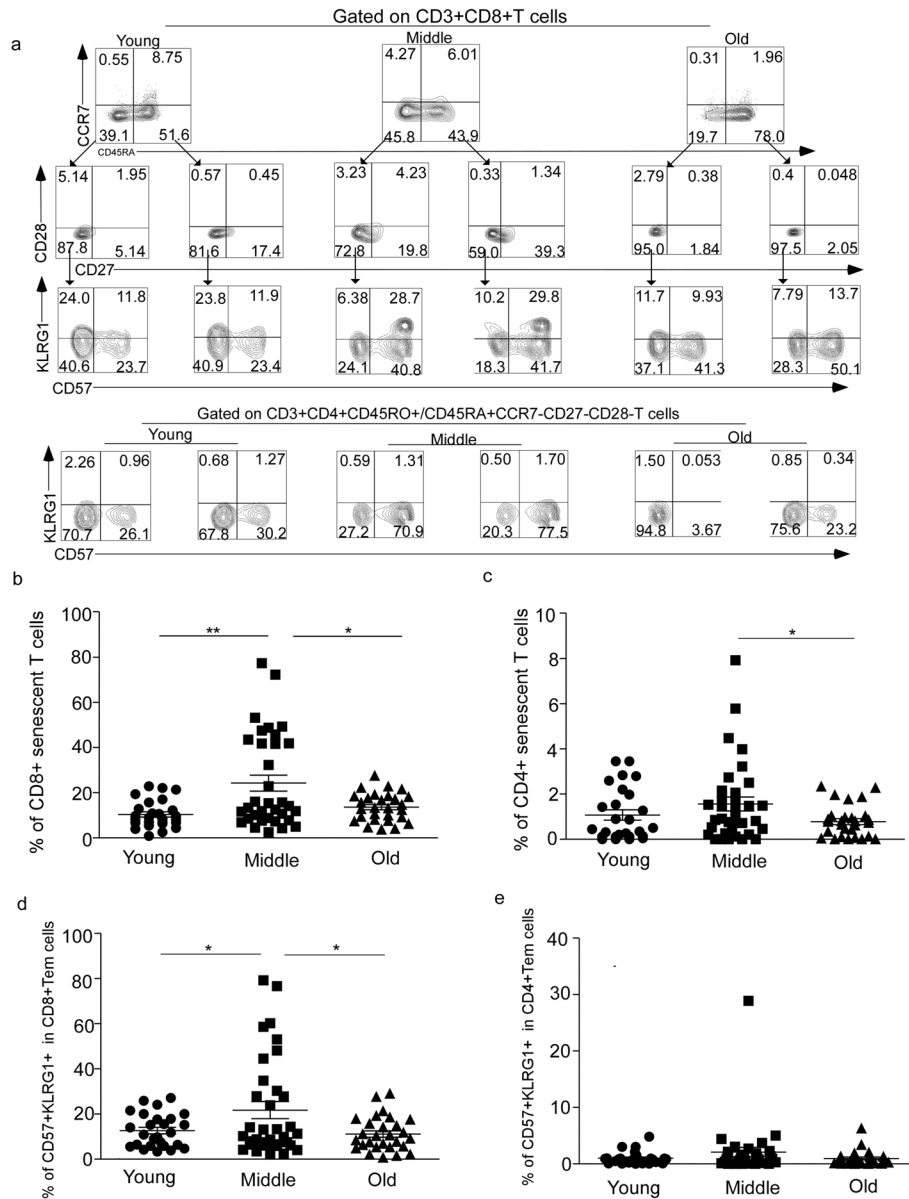 Gated on CD3+CD8+T cells
a
Young Middle Old
0.55 8.75 4.27 6.01 0.31 1.96
CCR7
39.1 51.6 45.8 43.9 19.7 78.0
CD45RA
5.14 1.95 0.57 0.45 3.23 4.23 0.33 1.34 2.79 0.38 0.4 0.048
CD28
87.8 5.14 81.6 17.4 72.8 19.8 59.0 39.3 95.0 1.84 97.5 2.05
CD27
24.0 11.8 23.8 11.9 6.38 28.7 10.2 29.8 11.7 9.93 7.79 13.7
KLRG1
40.6 23.7 40.9 23.4 24.1 40.8 18.3 41.7 37.1 41.3 28.3 50.1
CD57
Gated on CD3+CD4+CD45RO+/CD45RA+CCR7-CD27-CD28-T cells
Young Middle Old
2.26 0.96 0.68 1.27 0.59 1.31 0.50 1.70 1.50 0.053 0.85 0.34
KLRG1
70.7 26.1 67.8 30.2 27.2 70.9 20.3 77.5 94.8 3.67 75.6 23.2
CD57
b
% of CD8+ senescent T cells
100
80
60
40
20
0
** *
Young Middle Old
c
% of CD4+ senescent T cells
10
8
6
4
2
0
*
Young Middle Old
d
% of CD57+KLRG1+ in CD8+Tem cells
100
80
60
40
20
0
* *
Young Middle Old
e
% of CD57+KLRG1+ in CD4+Tem cells
40
30
20
10
0
Young Middle Old